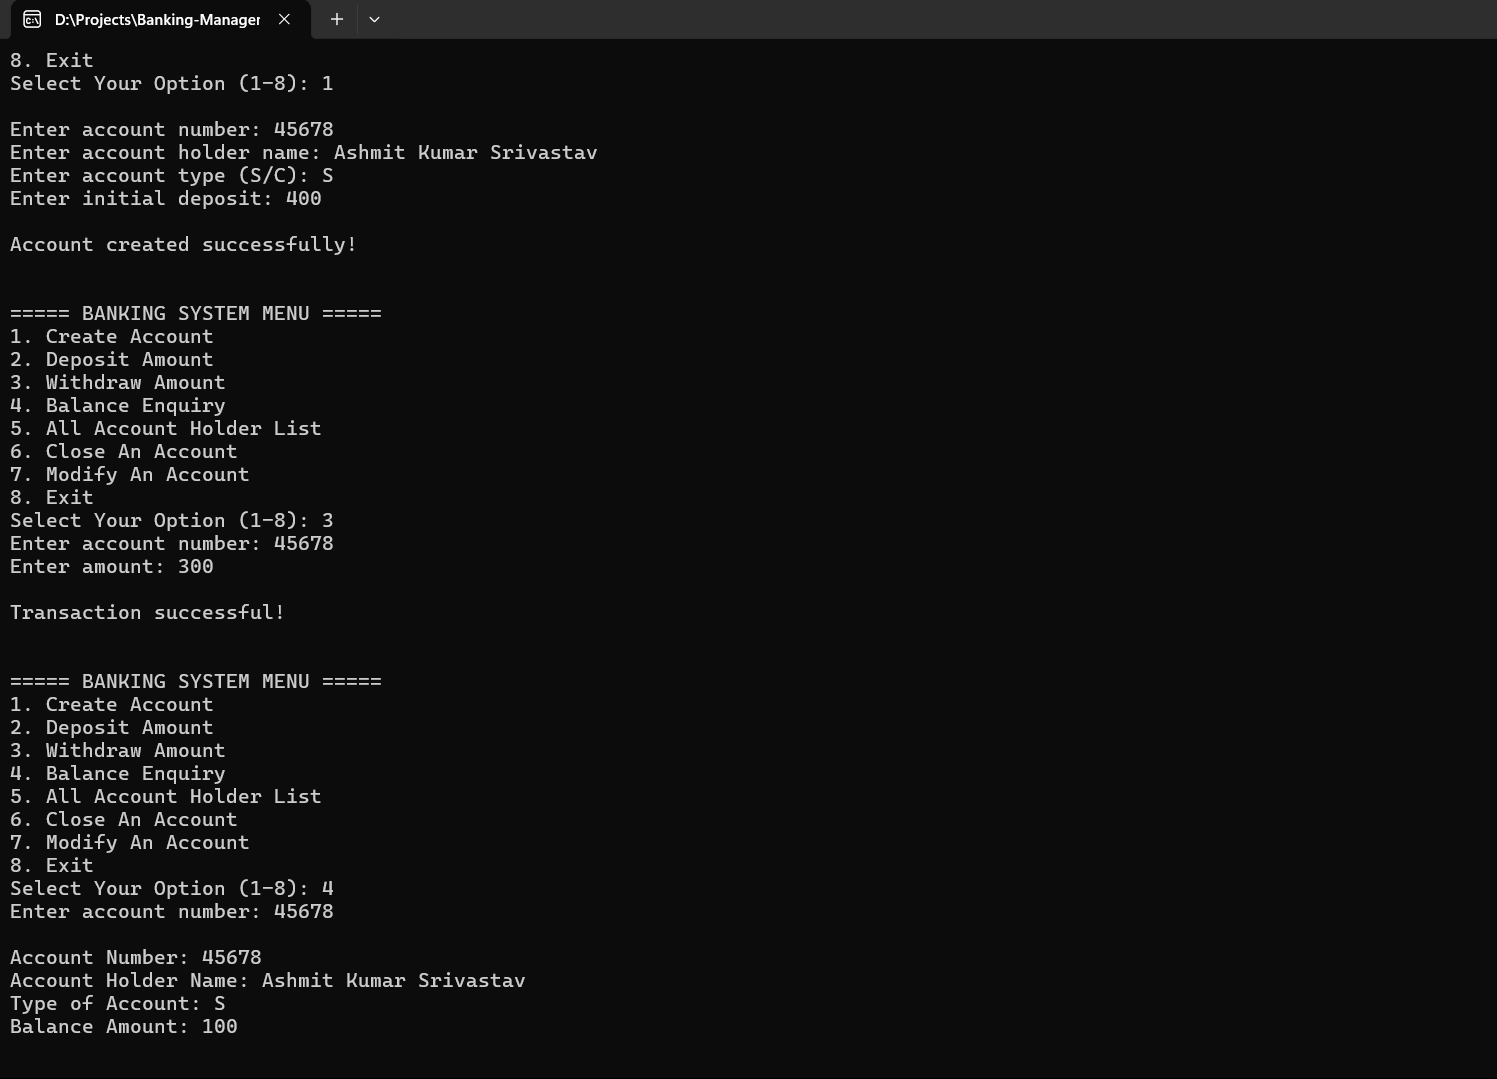 D:\Projects\Banking-Manager
8. Exit
Select Your Option (1-8): 1
Enter account number: 45678
Enter account holder name: Ashmit Kumar Srivastav
Enter account type (S/C): S
Enter initial deposit: 400
Account created successfully!
===== BANKING SYSTEM MENU =====
1. Create Account
2. Deposit Amount
3. Withdraw Amount
4. Balance Enquiry
5. All Account Holder List
6. Close An Account
7. Modify An Account
8. Exit
Select Your Option (1-8): 3
Enter account number: 45678
Enter amount: 300
Transaction successful!
===== BANKING SYSTEM MENU =====
1. Create Account
2. Deposit Amount
3. Withdraw Amount
4. Balance Enquiry
5. All Account Holder List
6. Close An Account
7. Modify An Account
8. Exit
Select Your Option (1-8): 4
Enter account number: 45678
Account Number: 45678
Account Holder Name: Ashmit Kumar Srivastav
Type of Account: S
Balance Amount: 100